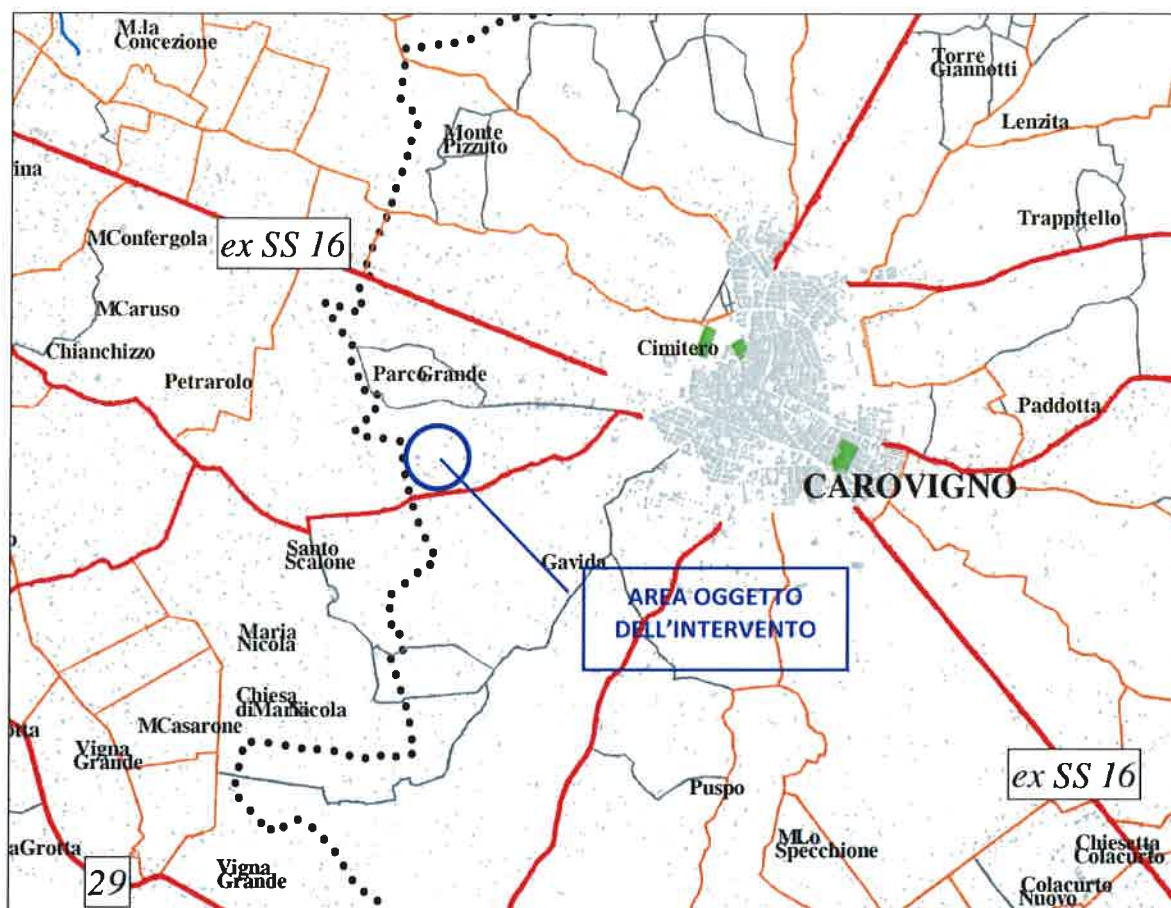 M.la
Concezione
Torre
Giannotti
Lenzita
Monte
Pizzuto
ina
Trappitello
MConfergola
ex SS 16
MCaruso
Chianchizzo
Cimitero
Petrarolo
ParcoGrande
Paddotta
CAROVIGNO
Santo
Scalone
Gavida
AREA OGGETTO
DELL'INTERVENTO
Maria
Nicola
Chiesa
MCasarone
Vigna
Grande
ex SS 16
Puspo
Specchione
aGrotta
Chiesetta
Colacurto
29
Vigna
Grande
Colacurto
Nuovo